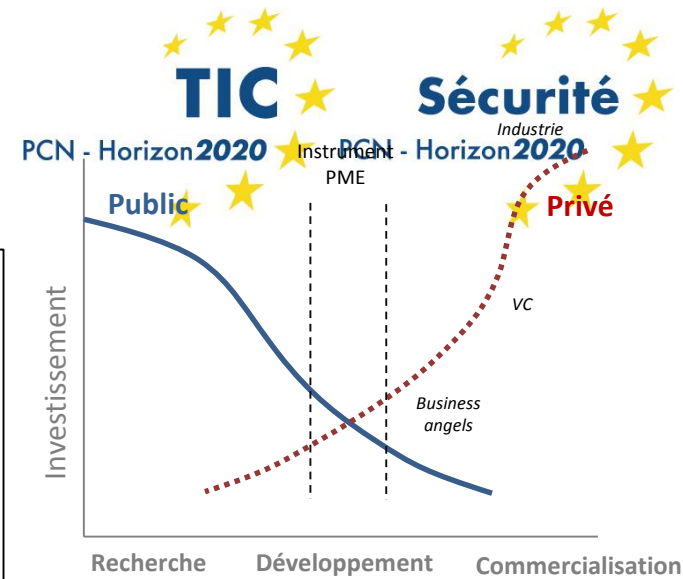 TIC
PCN - Horizon2020
Sécurité
PCN - Horizon2020
Industrie
Instrument
PME
Public
Privé
VC
Business
angels
Investissement
Recherche
Développement
Commercialisation